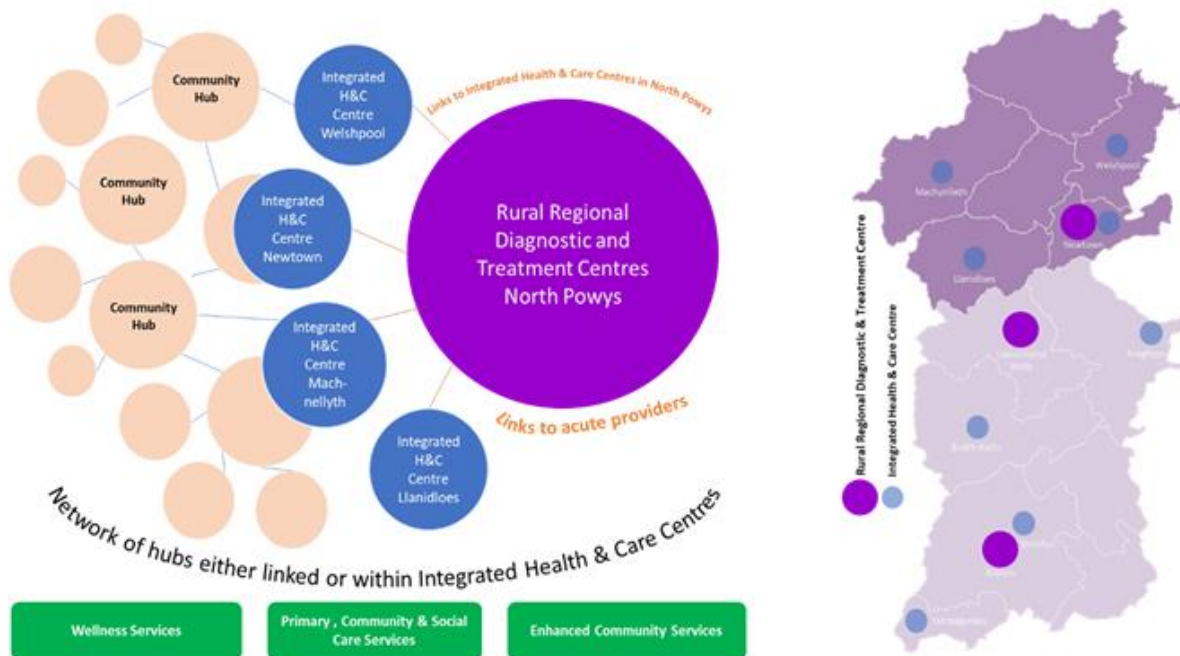 Community
Hub
Community
Hub
Community
Hub
Integrated
H&C
Centre
Welshpool
Integrated
H&C
Centre
Newtown
Integrated
H&C
Centre
Mach-
nellyth
Integrated
H&C
Centre
Llanidloes
Links to Integrated Health & Care Centres in North Powys
Rural Regional
Diagnostic and
Treatment Centres
North Powys
Links to acute providers
Network of hubs either linked or within Integrated Health & Care Centres
Wellness Services
Primary , Community & Social
Care Services
Enhanced Community Services
Rural Regional Diagnostic & Treatment Centre
Integrated Health & Care Centre
Welshpool
Machynlleth
Newtown
Llanidloes